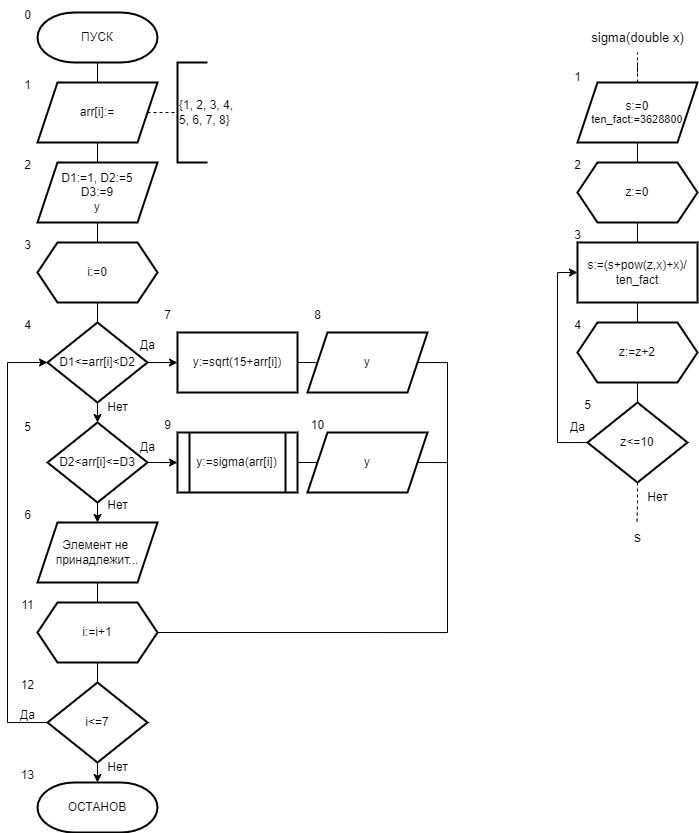 0
ПУСК
1
arr[i]:=
{1, 2, 3, 4,
5, 6, 7, 8}
2
D1:=1, D2:=5
D3:=9
y
3
i:=0
4
D1<=arr[i]<D2
Да
Нет
7
y:=sqrt(15+arr[i])
8
y
5
D2<arr[i]<=D3
Да
Нет
9
y:=sigma(arr[i])
10
y
6
Элемент не
принадлежит...
11
i:=i+1
12
i<=7
Да
Нет
13
ОСТАНОВ
sigma(double x)
1
s:=0
ten_fact:=3628800
2
z:=0
3
s:=(s+pow(z,x)+x)/
ten_fact
4
z:=z+2
5
z<=10
Да
Нет
s